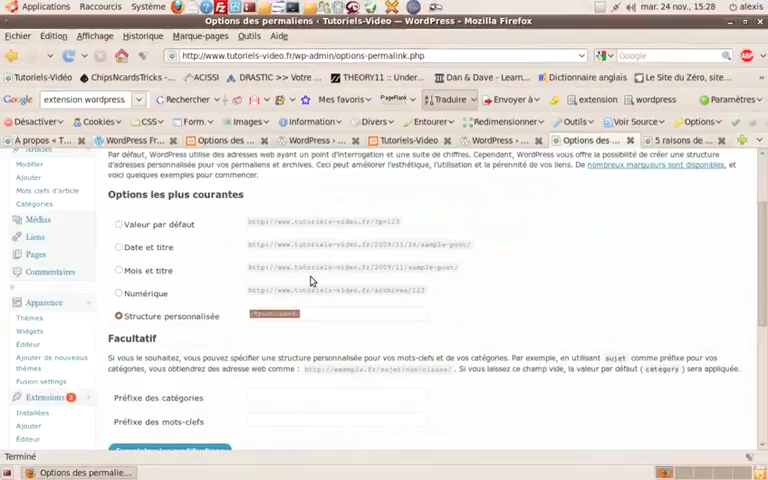 Applications Raccourcis Système
mar. 24 nov., 15:28 alexis
Options des permaliens ‹ Tutoriels-Video — WordPress - Mozilla Firefox
Fichier Édition Affichage Historique Marque-pages Outils Aide
http://www.tutoriels-video.fr/wp-admin/options-permalink.php Google
Tutoriels-Vidéo ChipsNcardsTricks -... ACISSI DRASTIC >> Votre ... THEORY11 :: Under... Dan & Dave - Learn... Dictionnaire anglais Le Site du Zéro, site...
Google extension wordpress Rechercher Mes favoris PageRank Traduire Envoyer à extension wordpress Paramètres
Désactiver Cookies CSS Form. Images Information Divers Entourer Redimensionner Outils Voir Source Options
A propos « T... WordPress Fr... Options des ... WordPress › ... Tutoriels-Video WordPress › ... Options des ... 5 raisons de ...
Articles
Modifier
Ajouter
Mots clefs d'article
Catégories
Médias
Liens
Pages
Commentaires
Apparence
Thèmes
Widgets
Éditeur
Ajouter de nouveaux
thèmes
Fusion settings
Extensions 2
Installées
Ajouter
Éditeur
Par défaut, WordPress utilise des adresses web ayant un point d'interrogation et une suite de chiffres. Cependant, WordPress vous offre la possibilité de créer une structure
d'adresses personnalisée pour vos permaliens et archives. Ceci peut améliorer l'esthétique, l'utilisation et la pérennité de vos liens. De nombreux marqueurs sont disponibles, et
voici quelques exemples pour commencer.
Options les plus courantes
Valeur par défaut http://www.tutoriels-video.fr/?p=123
Date et titre http://www.tutoriels-video.fr/2009/11/24/sample-post/
Mois et titre http://www.tutoriels-video.fr/2009/11/sample-post/
Numérique http://www.tutoriels-video.fr/archives/123
Structure personnalisée /%postname%/
Facultatif
Si vous le souhaitez, vous pouvez spécifier une structure personnalisée pour vos mots-clefs et de vos catégories. Par exemple, en utilisant sujet comme préfixe pour vos
catégories, vous obtiendrez des adresse web comme : http://example.fr/sujet/non-classe/ . Si vous laissez ce champ vide, la valeur par défaut ( category ) sera appliquée.
Préfixe des catégories
Préfixe des mots-clefs
Terminé
Options des permalie...